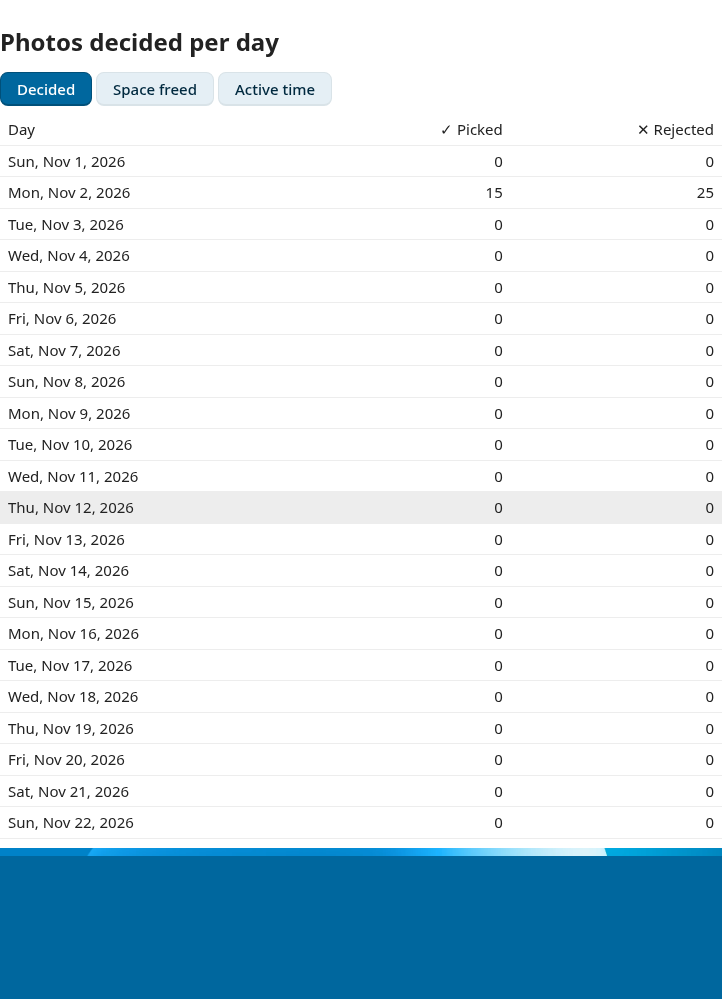 Photos decided per day
Decided Space freed Active time
Day ✓ Picked ✕ Rejected
Sun, Nov 1, 2026 0 0
Mon, Nov 2, 2026 15 25
Tue, Nov 3, 2026 0 0
Wed, Nov 4, 2026 0 0
Thu, Nov 5, 2026 0 0
Fri, Nov 6, 2026 0 0
Sat, Nov 7, 2026 0 0
Sun, Nov 8, 2026 0 0
Mon, Nov 9, 2026 0 0
Tue, Nov 10, 2026 0 0
Wed, Nov 11, 2026 0 0
Thu, Nov 12, 2026 0 0
Fri, Nov 13, 2026 0 0
Sat, Nov 14, 2026 0 0
Sun, Nov 15, 2026 0 0
Mon, Nov 16, 2026 0 0
Tue, Nov 17, 2026 0 0
Wed, Nov 18, 2026 0 0
Thu, Nov 19, 2026 0 0
Fri, Nov 20, 2026 0 0
Sat, Nov 21, 2026 0 0
Sun, Nov 22, 2026 0 0